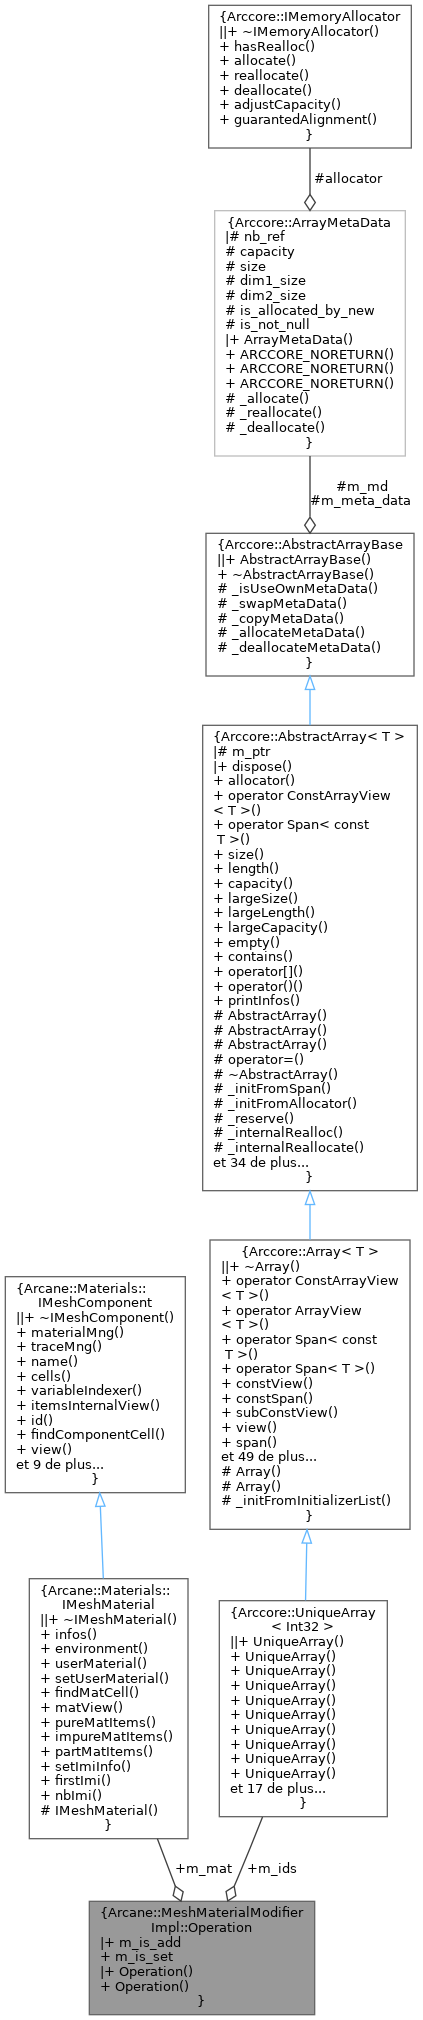 {Arccore::IMemoryAllocator
||+ ~IMemoryAllocator()
+ hasRealloc()
+ allocate()
+ reallocate()
+ deallocate()
+ adjustCapacity()
+ guarantedAlignment()
}
#allocator
{Arccore::ArrayMetaData
|# nb_ref
# capacity
# size
# dim1_size
# dim2_size
# is_allocated_by_new
# is_not_null
|+ ArrayMetaData()
+ ARCCORE_NORETURN()
+ ARCCORE_NORETURN()
+ ARCCORE_NORETURN()
# _allocate()
# _reallocate()
# _deallocate()
}
#m_md
#m_meta_data
{Arccore::AbstractArrayBase
||+ AbstractArrayBase()
+ ~AbstractArrayBase()
# _isUseOwnMetaData()
# _swapMetaData()
# _copyMetaData()
# _allocateMetaData()
# _deallocateMetaData()
}
{Arccore::AbstractArray< T >
|# m_ptr
|+ dispose()
+ allocator()
+ operator ConstArrayView
< T >()
+ operator Span< const
T >()
+ size()
+ length()
+ capacity()
+ largeSize()
+ largeLength()
+ largeCapacity()
+ empty()
+ contains()
+ operator[]()
+ operator()()
+ printInfos()
# AbstractArray()
# AbstractArray()
# AbstractArray()
# operator=()
# ~AbstractArray()
# _initFromSpan()
# _initFromAllocator()
# _reserve()
# _internalRealloc()
# _internalReallocate()
et 34 de plus...
}
{Arccore::Array< T >
||+ ~Array()
+ operator ConstArrayView
< T >()
+ operator ArrayView
< T >()
+ operator Span< const
T >()
+ operator Span< T >()
+ constView()
+ constSpan()
+ subConstView()
+ view()
+ span()
et 49 de plus...
# Array()
# Array()
# _initFromInitializerList()
}
{Arcane::Materials::
IMeshComponent
||+ ~IMeshComponent()
+ materialMng()
+ traceMng()
+ name()
+ cells()
+ variableIndexer()
+ itemsInternalView()
+ id()
+ findComponentCell()
+ view()
et 9 de plus...
}
{Arcane::Materials::
IMeshMaterial
||+ ~IMeshMaterial()
+ infos()
+ environment()
+ userMaterial()
+ setUserMaterial()
+ findMatCell()
+ matView()
+ pureMatItems()
+ impureMatItems()
+ partMatItems()
+ setImiInfo()
+ firstImi()
+ nbImi()
# IMeshMaterial()
}
{Arccore::UniqueArray
< Int32 >
||+ UniqueArray()
+ UniqueArray()
+ UniqueArray()
+ UniqueArray()
+ UniqueArray()
+ UniqueArray()
+ UniqueArray()
+ UniqueArray()
+ UniqueArray()
+ UniqueArray()
et 17 de plus...
}
+m_mat
+m_ids
{Arcane::MeshMaterialModifier
Impl::Operation
|+ m_is_add
+ m_is_set
|+ Operation()
+ Operation()
}